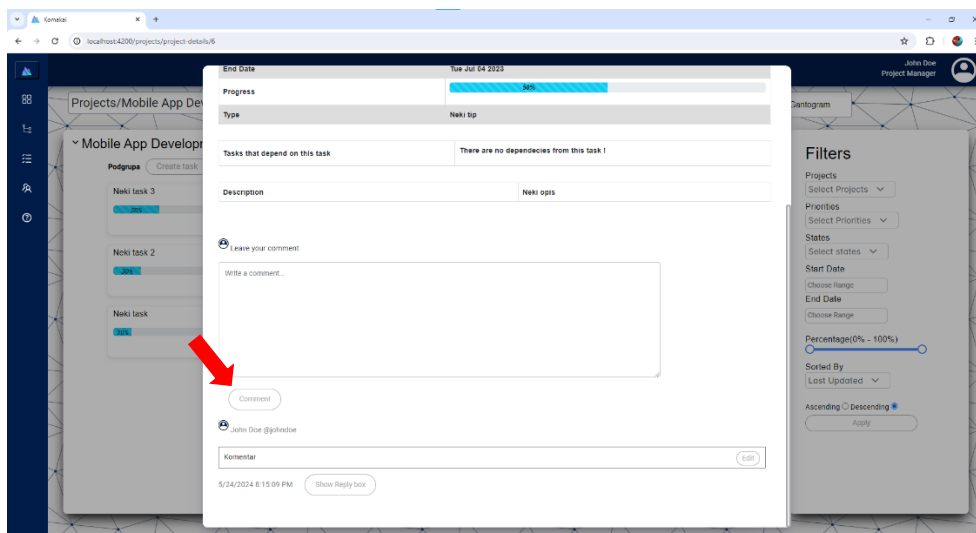 Kamakai
localhost:4200/projects/project-details/6
John Doe
Project Manager
Projects/Mobile App Dev
Gantogram
Mobile App Developr
Podgrupa Create task
Neki task 3
Neki task 2
Neki task
End Date Tue Jul 04 2023
Progress 50%
Type Neki tip
Tasks that depend on this task There are no dependecies from this task !
Description Neki opis
Leave your comment
Write a comment...
Comment
John Doe @johndoe
Komentar Edit
5/24/2024 8:15:09 PM Show Reply box
Filters
Projects
Select Projects
Priorities
Select Priorities
States
Select states
Start Date
Choose Range
End Date
Choose Range
Percentage(0% - 100%)
Sorted By
Last Updated
Ascending Descending
Apply